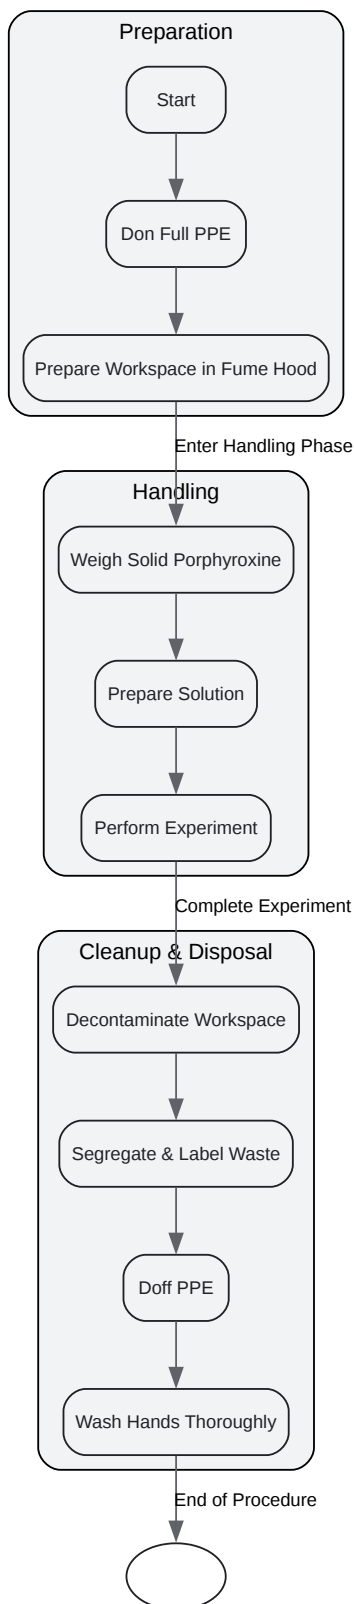 Preparation
Start
Don Full PPE
Prepare Workspace in Fume Hood
Enter Handling Phase
Handling
Weigh Solid Porphyroxine
Prepare Solution
Perform Experiment
Complete Experiment
Cleanup & Disposal
Decontaminate Workspace
Segregate & Label Waste
Doff PPE
Wash Hands Thoroughly
End of Procedure